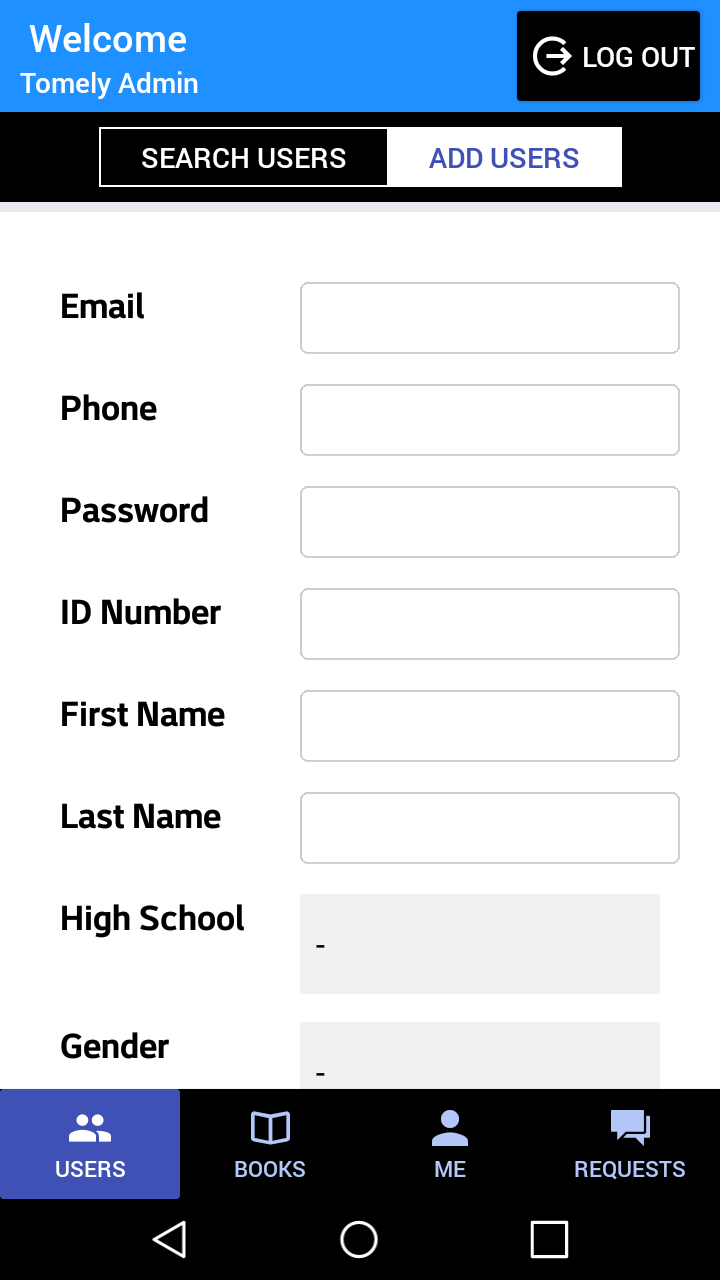 Welcome
Tomely Admin
LOG OUT
SEARCH USERS
ADD USERS
Email
Phone
Password
ID Number
First Name
Last Name
High School
-
Gender
-
USERS
BOOKS
ME
REQUESTS